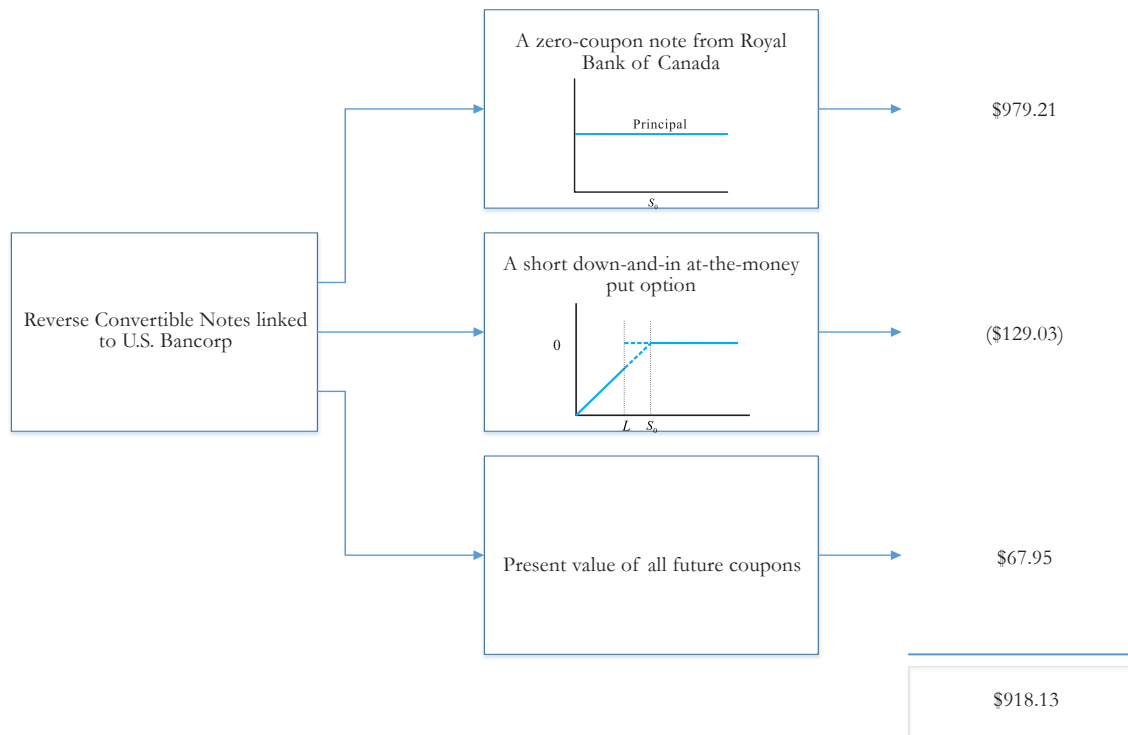 Reverse Convertible Notes linked
to U.S. Bancorp
A zero-coupon note from Royal
Bank of Canada
Principal
S₀
$979.21
A short down-and-in at-the-money
put option
0
L
S₀
($129.03)
Present value of all future coupons
$67.95
$918.13